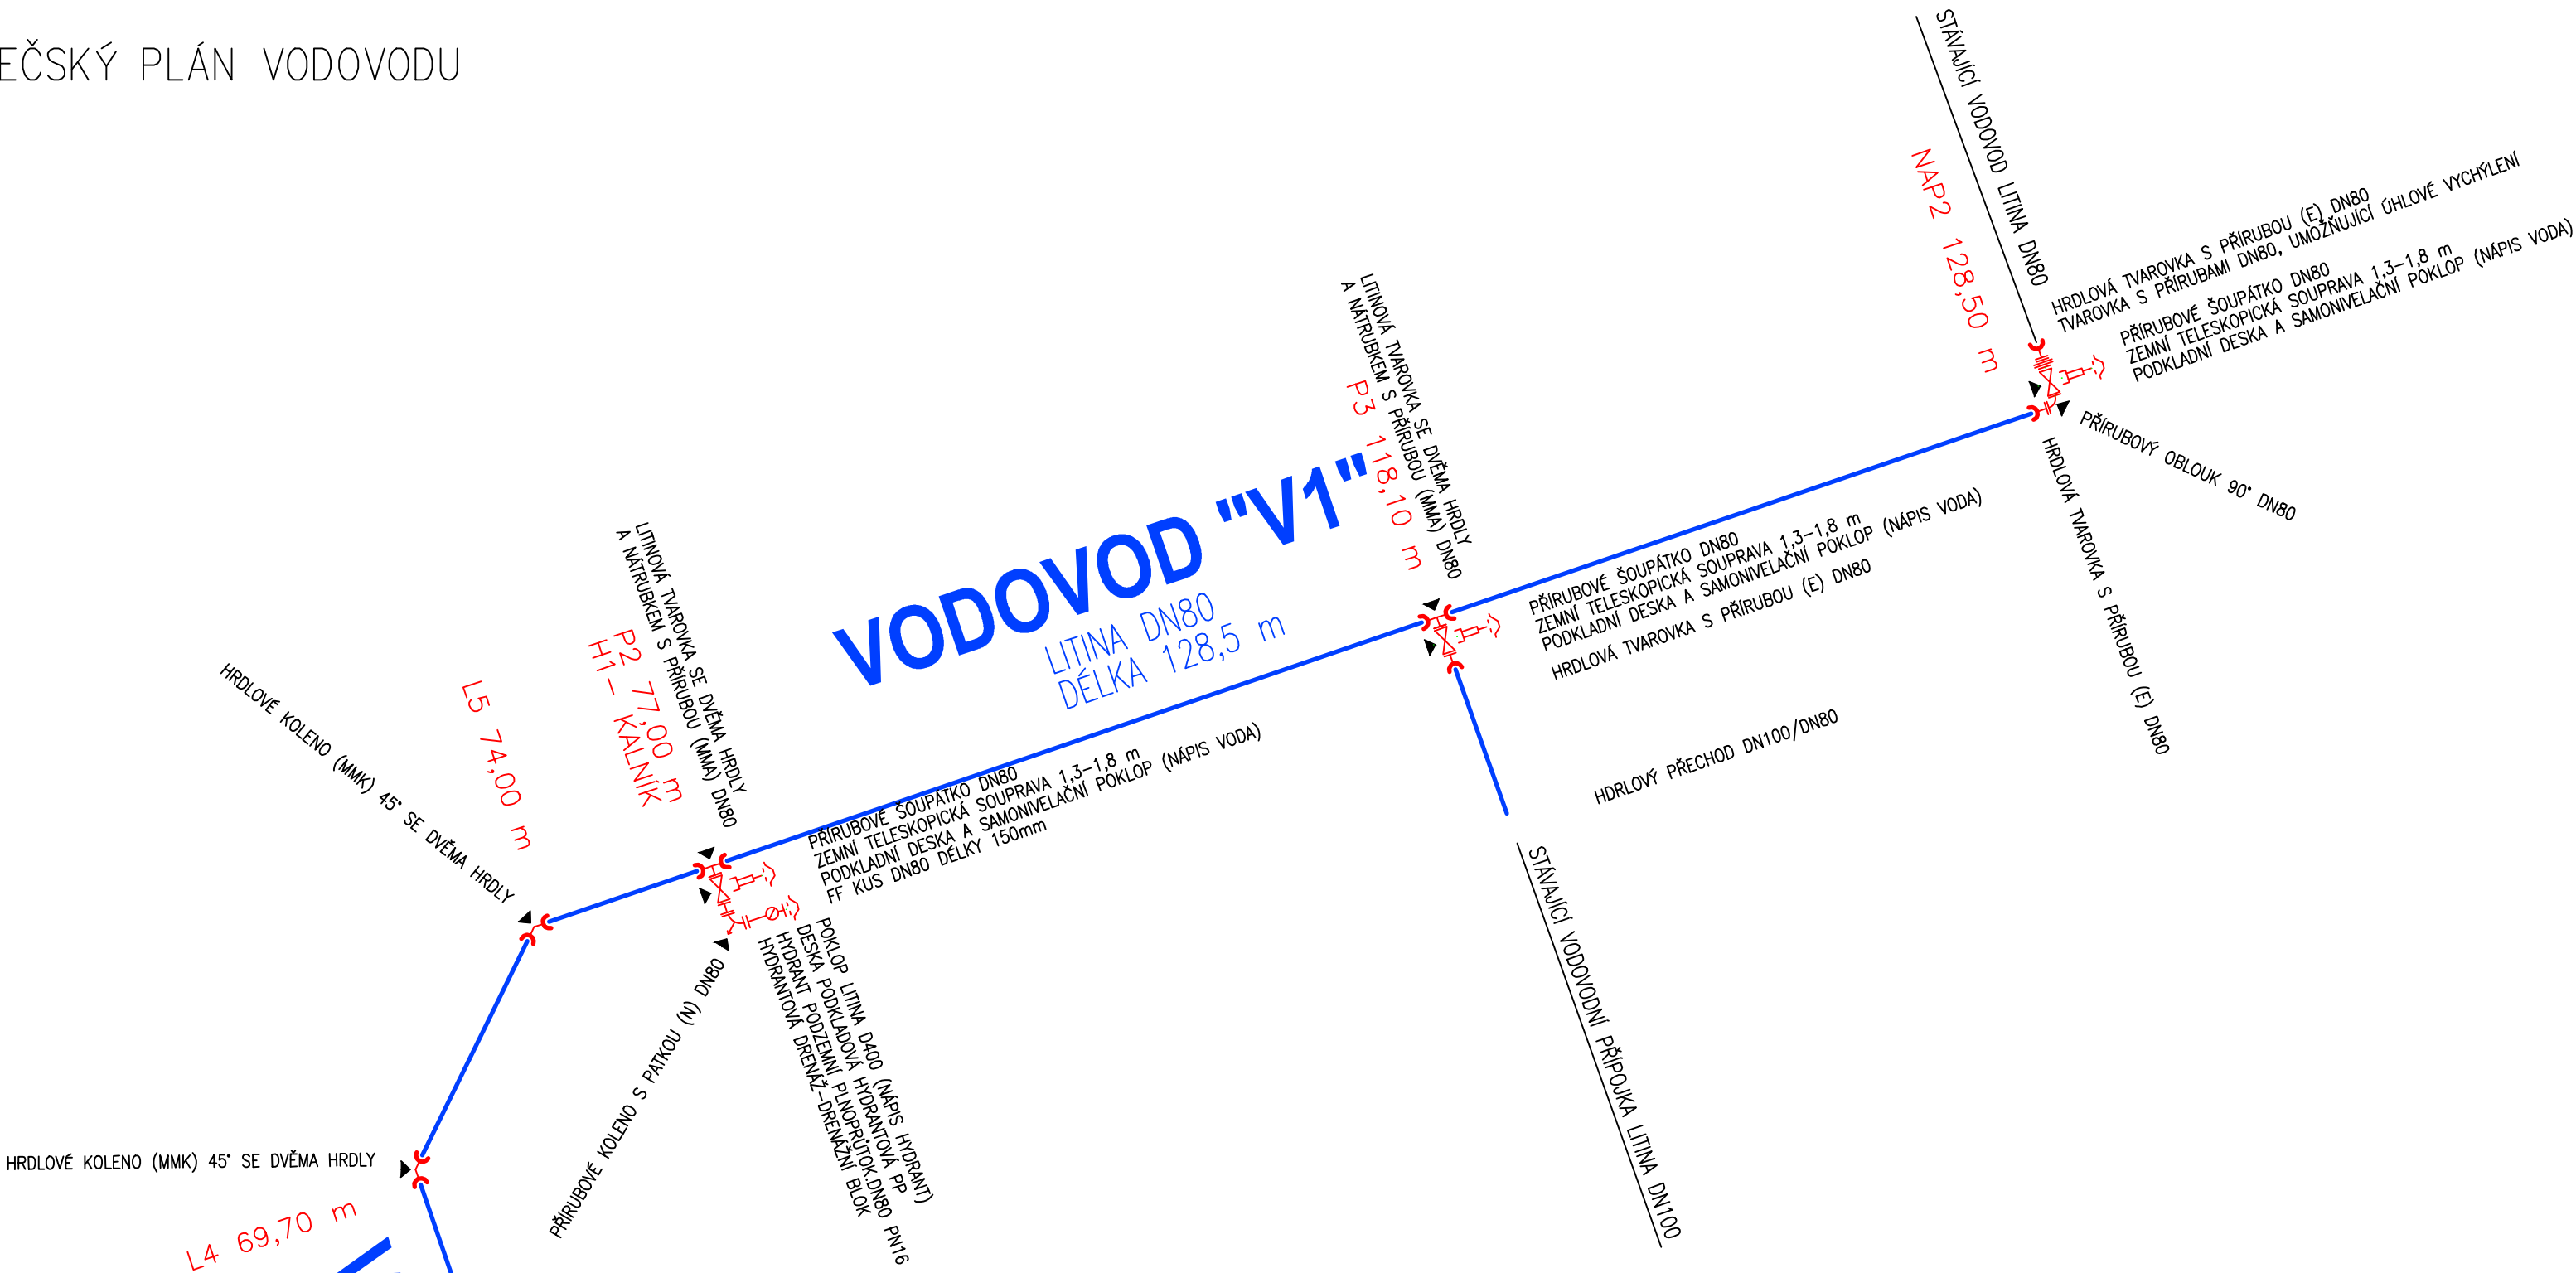 EČSKÝ PLÁN VODOVODU
STÁVAJÍCÍ VODOVOD LITINA DN80
NAP2 128,50 m
HRDLOVÁ TVAROVKA S PŘÍRUBOU (E) DN80
TVAROVKA S PŘÍRUBAMI DN80, UMOŽŇUJÍCÍ ÚHLOVÉ VYCHÝLENÍ
PŘÍRUBOVÉ ŠOUPÁTKO DN80
ZEMNÍ TELESKOPICKÁ SOUPRAVA 1,3-1,8 m
PODKLADNÍ DESKA A SAMONIVELAČNÍ POKLOP (NÁPIS VODA)
PŘÍRUBOVÝ OBLOUK 90° DN80
HRDLOVÁ TVAROVKA S PŘÍRUBOU (E) DN80
LITINOVÁ TVAROVKA SE DVĚMA HRDLY
A NÁTRUBKEM S PŘÍRUBOU (MMA) DN80
P3 118,10 m
VODOVOD "V1"
LITINA DN80
DÉLKA 128,5 m
PŘÍRUBOVÉ ŠOUPÁTKO DN80
ZEMNÍ TELESKOPICKÁ SOUPRAVA 1,3-1,8 m
PODKLADNÍ DESKA A SAMONIVELAČNÍ POKLOP (NÁPIS VODA)
HRDLOVÁ TVAROVKA S PŘÍRUBOU (E) DN80
HDRLOVÝ PŘECHOD DN100/DN80
STÁVAJÍCÍ VODOVODNÍ PŘÍPOJKA LITINA DN100
LITINOVÁ TVAROVKA SE DVĚMA HRDLY
A NÁTRUBKEM S PŘÍRUBOU (MMA) DN80
P2 77,00 m
H1- KALNÍK
L5 74,00 m
HRDLOVÉ KOLENO (MMK) 45° SE DVĚMA HRDLY
PŘÍRUBOVÉ ŠOUPÁTKO DN80
ZEMNÍ TELESKOPICKÁ SOUPRAVA 1,3-1,8 m
PODKLADNÍ DESKA A SAMONIVELAČNÍ POKLOP (NÁPIS VODA)
FF KUS DN80 DÉLKY 150mm
POKLOP LITINA D400 (NÁPIS HYDRANT)
DESKA PODKLADOVÁ HYDRANTOVÁ PP
HYDRANT PODZEMNÍ PLNOPRŮTOK.DN80 PN16
HYDRANTOVÁ DRENÁŽ-DRENÁŽNÍ BLOK
PŘÍRUBOVÉ KOLENO S PATKOU (N) DN80
HRDLOVÉ KOLENO (MMK) 45° SE DVĚMA HRDLY
L4 69,70 m